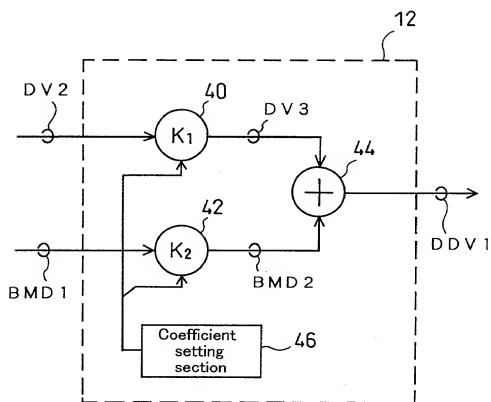 12
DV2
40
DV3
K1
44
+
42
DDV1
K2
BMD1
BMD2
Coefficient
setting
section
46